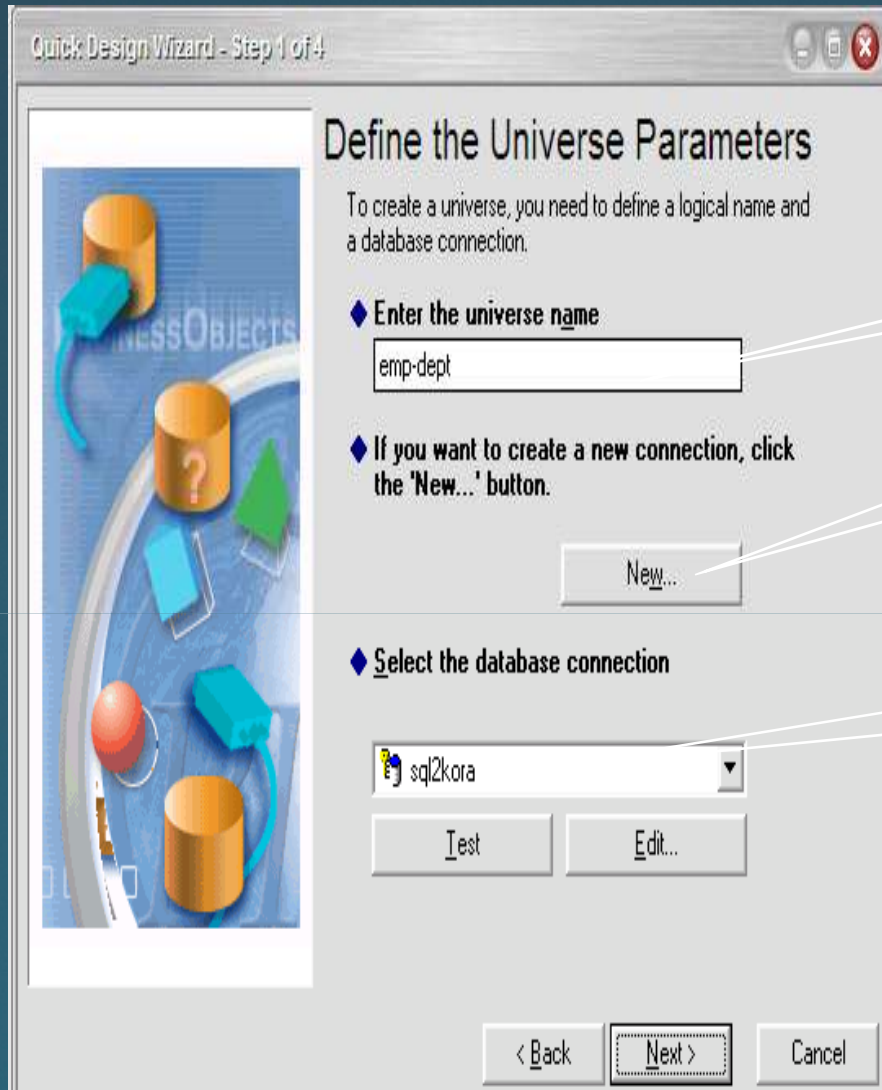 Quick Design Wizard - Step 1 of 4
Define the Universe Parameters
To create a universe, you need to define a logical name and
a database connection.
Enter the universe name
emp-dept
If you want to create a new connection, click
the 'New...' button.
New...
Select the database connection
sql2kora
Test
Edit...
< Back
Next >
Cancel
INESSOBJECTS
?